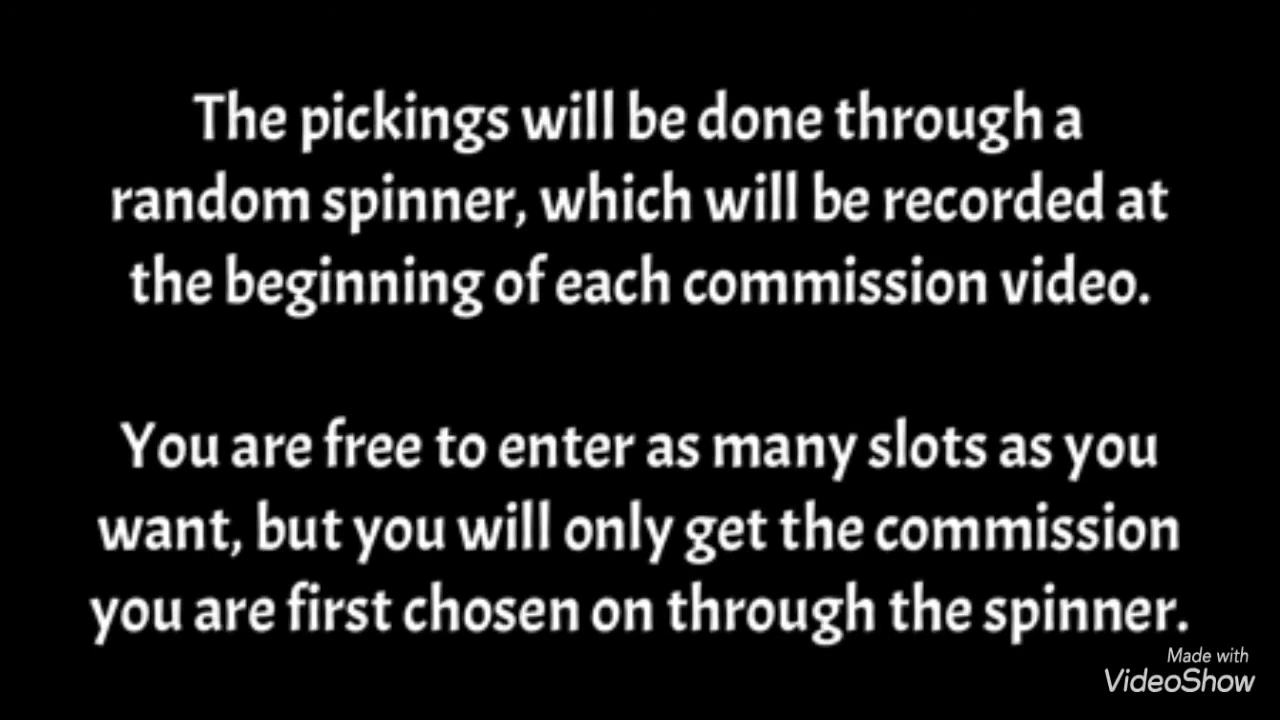 The pickings will be done through a
random spinner, which will be recorded at
the beginning of each commission video.
You are free to enter as many slots as you
want, but you will only get the commission
you are first chosen on through the spinner.
Made with
VideoShow